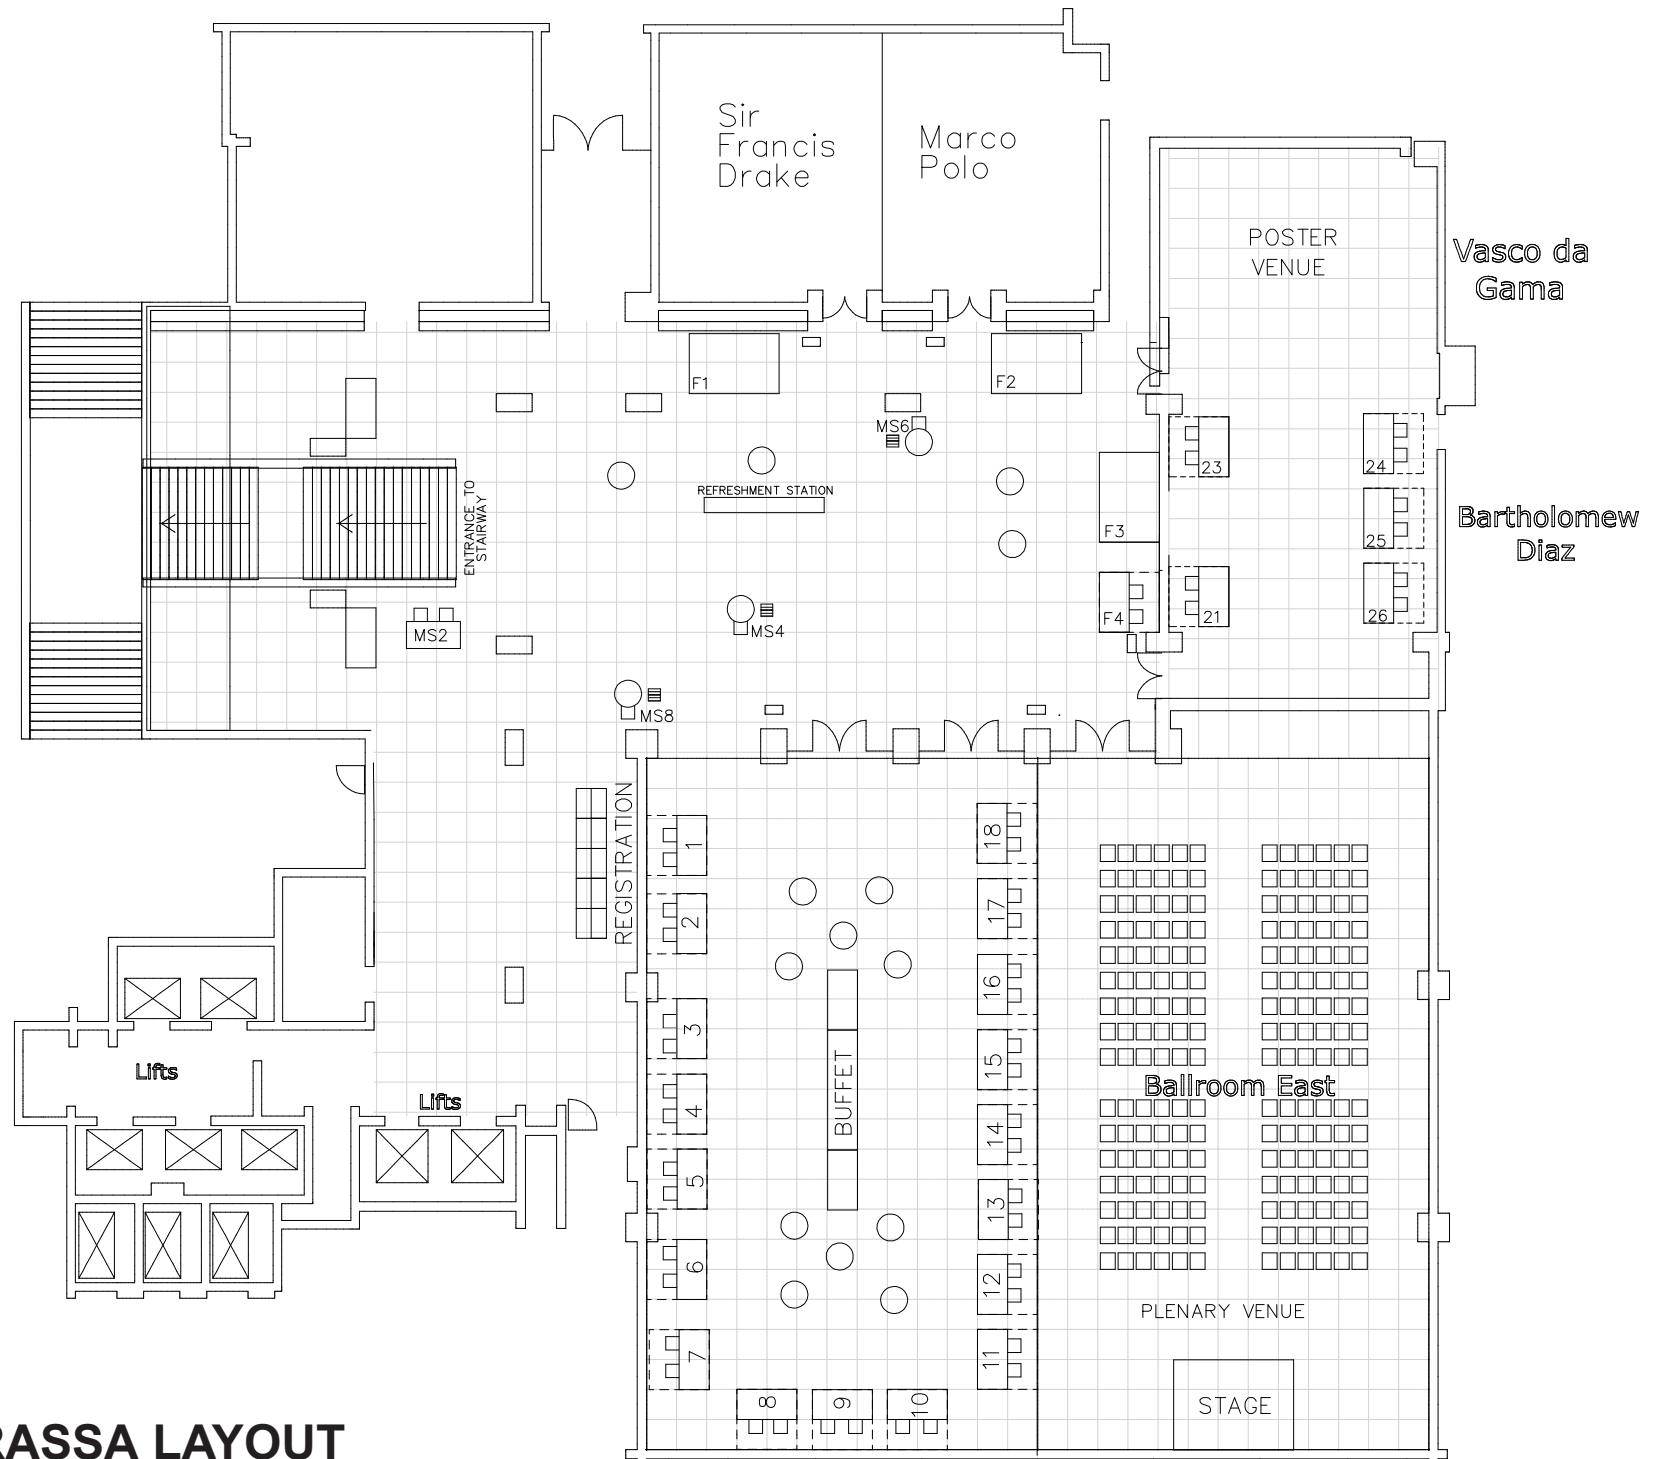 Sir
Francis
Drake
Marco
Polo
POSTER
VENUE
Vasco da
Gama
F1
F2
MS6
23
24
REFRESHMENT STATION
ENTRANCE TO
STAIRWAY
F3
25
Bartholomew
Diaz
F4
21
26
MS2
MS4
MS8
REGISTRATION
1
2
3
4
5
6
7
8
9
10
11
12
13
14
15
16
17
18
BUFFET
Ballroom East
PLENARY VENUE
STAGE
Lifts
Lifts
RASSA LAYOUT